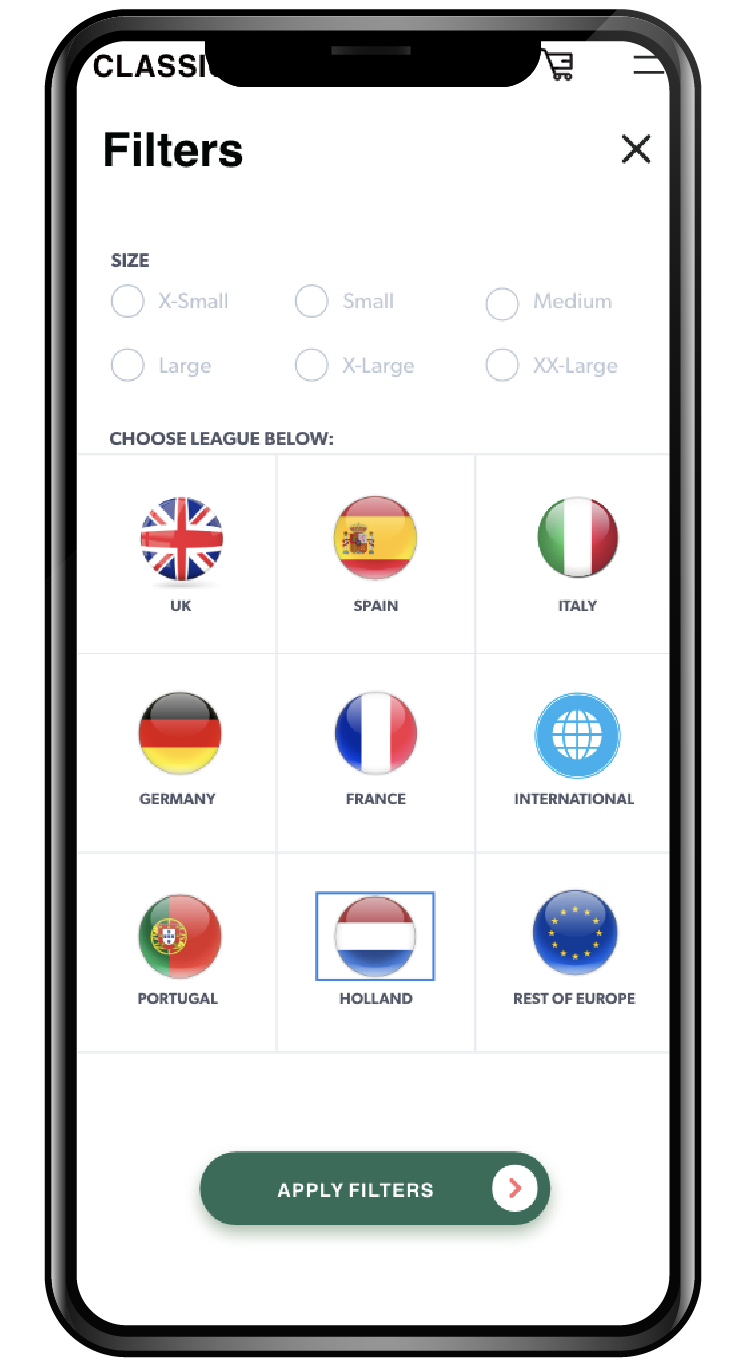 Filters
SIZE
X-Small Small Medium
Large X-Large XX-Large
CHOOSE LEAGUE BELOW:
UK SPAIN ITALY
GERMANY FRANCE INTERNATIONAL
PORTUGAL HOLLAND REST OF EUROPE
APPLY FILTERS